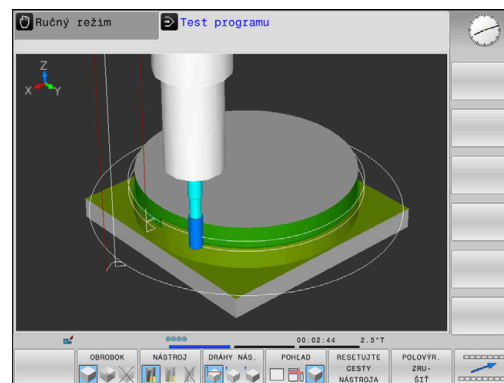 Ručný režim
Test programu
Z
X
Y
00:02:44 2.5*T
OBROBOK
NÁSTROJ
DRÁHY NÁS.
POHĽAD
RESETUJTE
CESTY
NÁSTROJA
POLOVÝR.
ZRU-
ŠIŤ